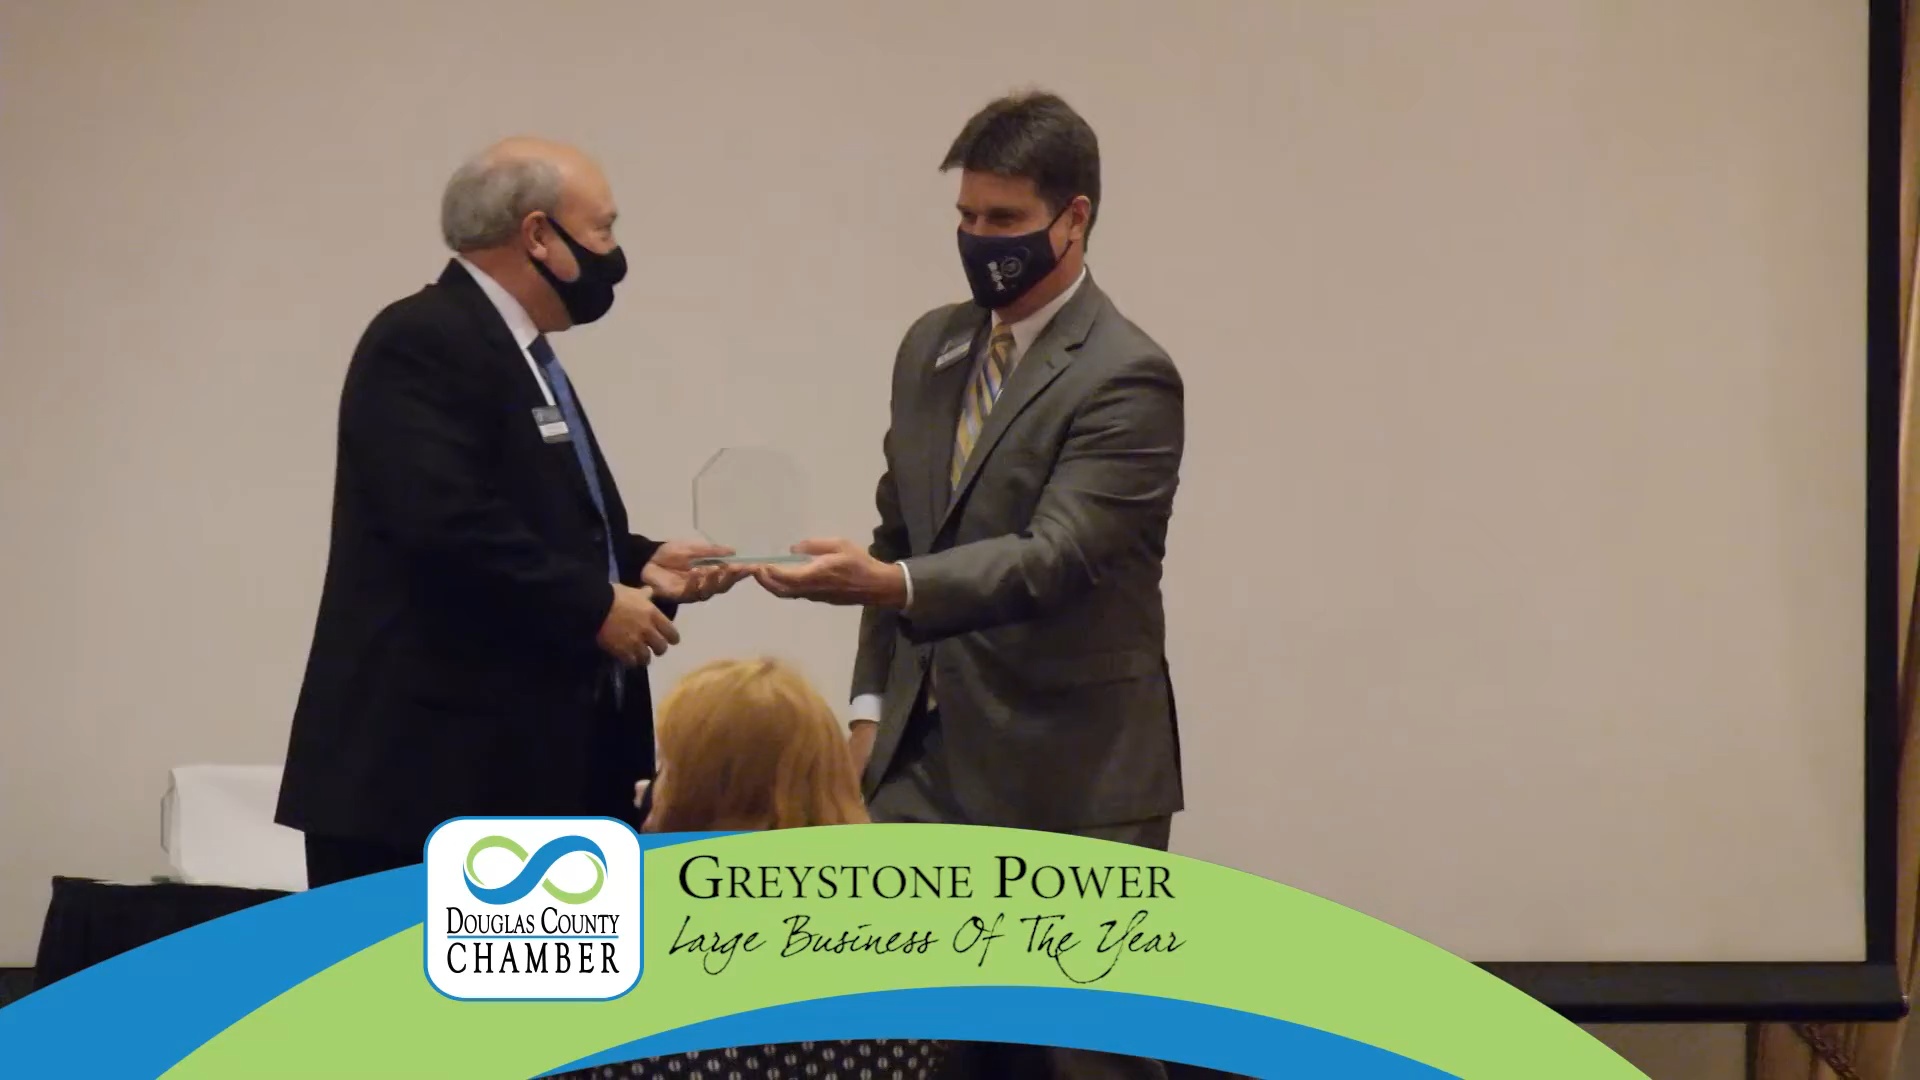 GREYSTONE POWER
Large Business Of The Year
DOUGLAS COUNTY
CHAMBER